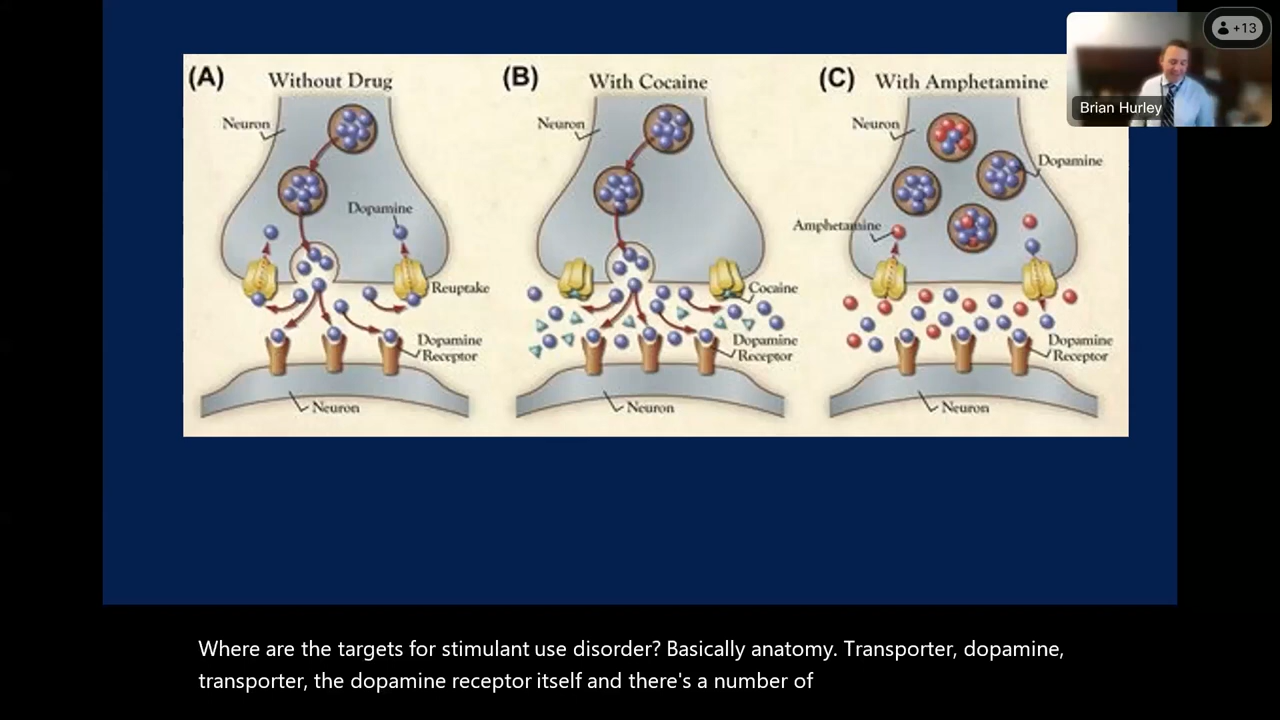 (A) Without Drug
Neuron
Dopamine
Reuptake
Dopamine
Receptor
Neuron
(B) With Cocaine
Neuron
Cocaine
Dopamine
Receptor
Neuron
(C) With Amphetamine
Neuron
Dopamine
Amphetamine
Dopamine
Receptor
Neuron
+13
Brian Hurley
Where are the targets for stimulant use disorder? Basically anatomy. Transporter, dopamine,
transporter, the dopamine receptor itself and there's a number of